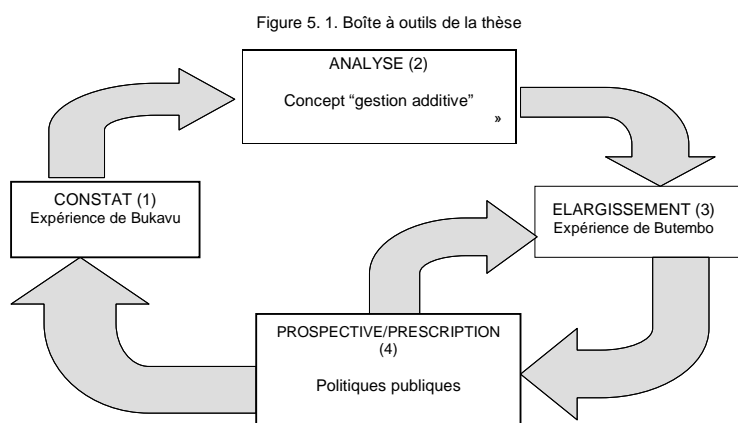 Figure 5. 1. Boîte à outils de la thèse
ANALYSE (2)
Concept “gestion additive”
»
CONSTAT (1)
Expérience de Bukavu
ELARGISSEMENT (3)
Expérience de Butembo
PROSPECTIVE/PRESCRIPTION
(4)
Politiques publiques